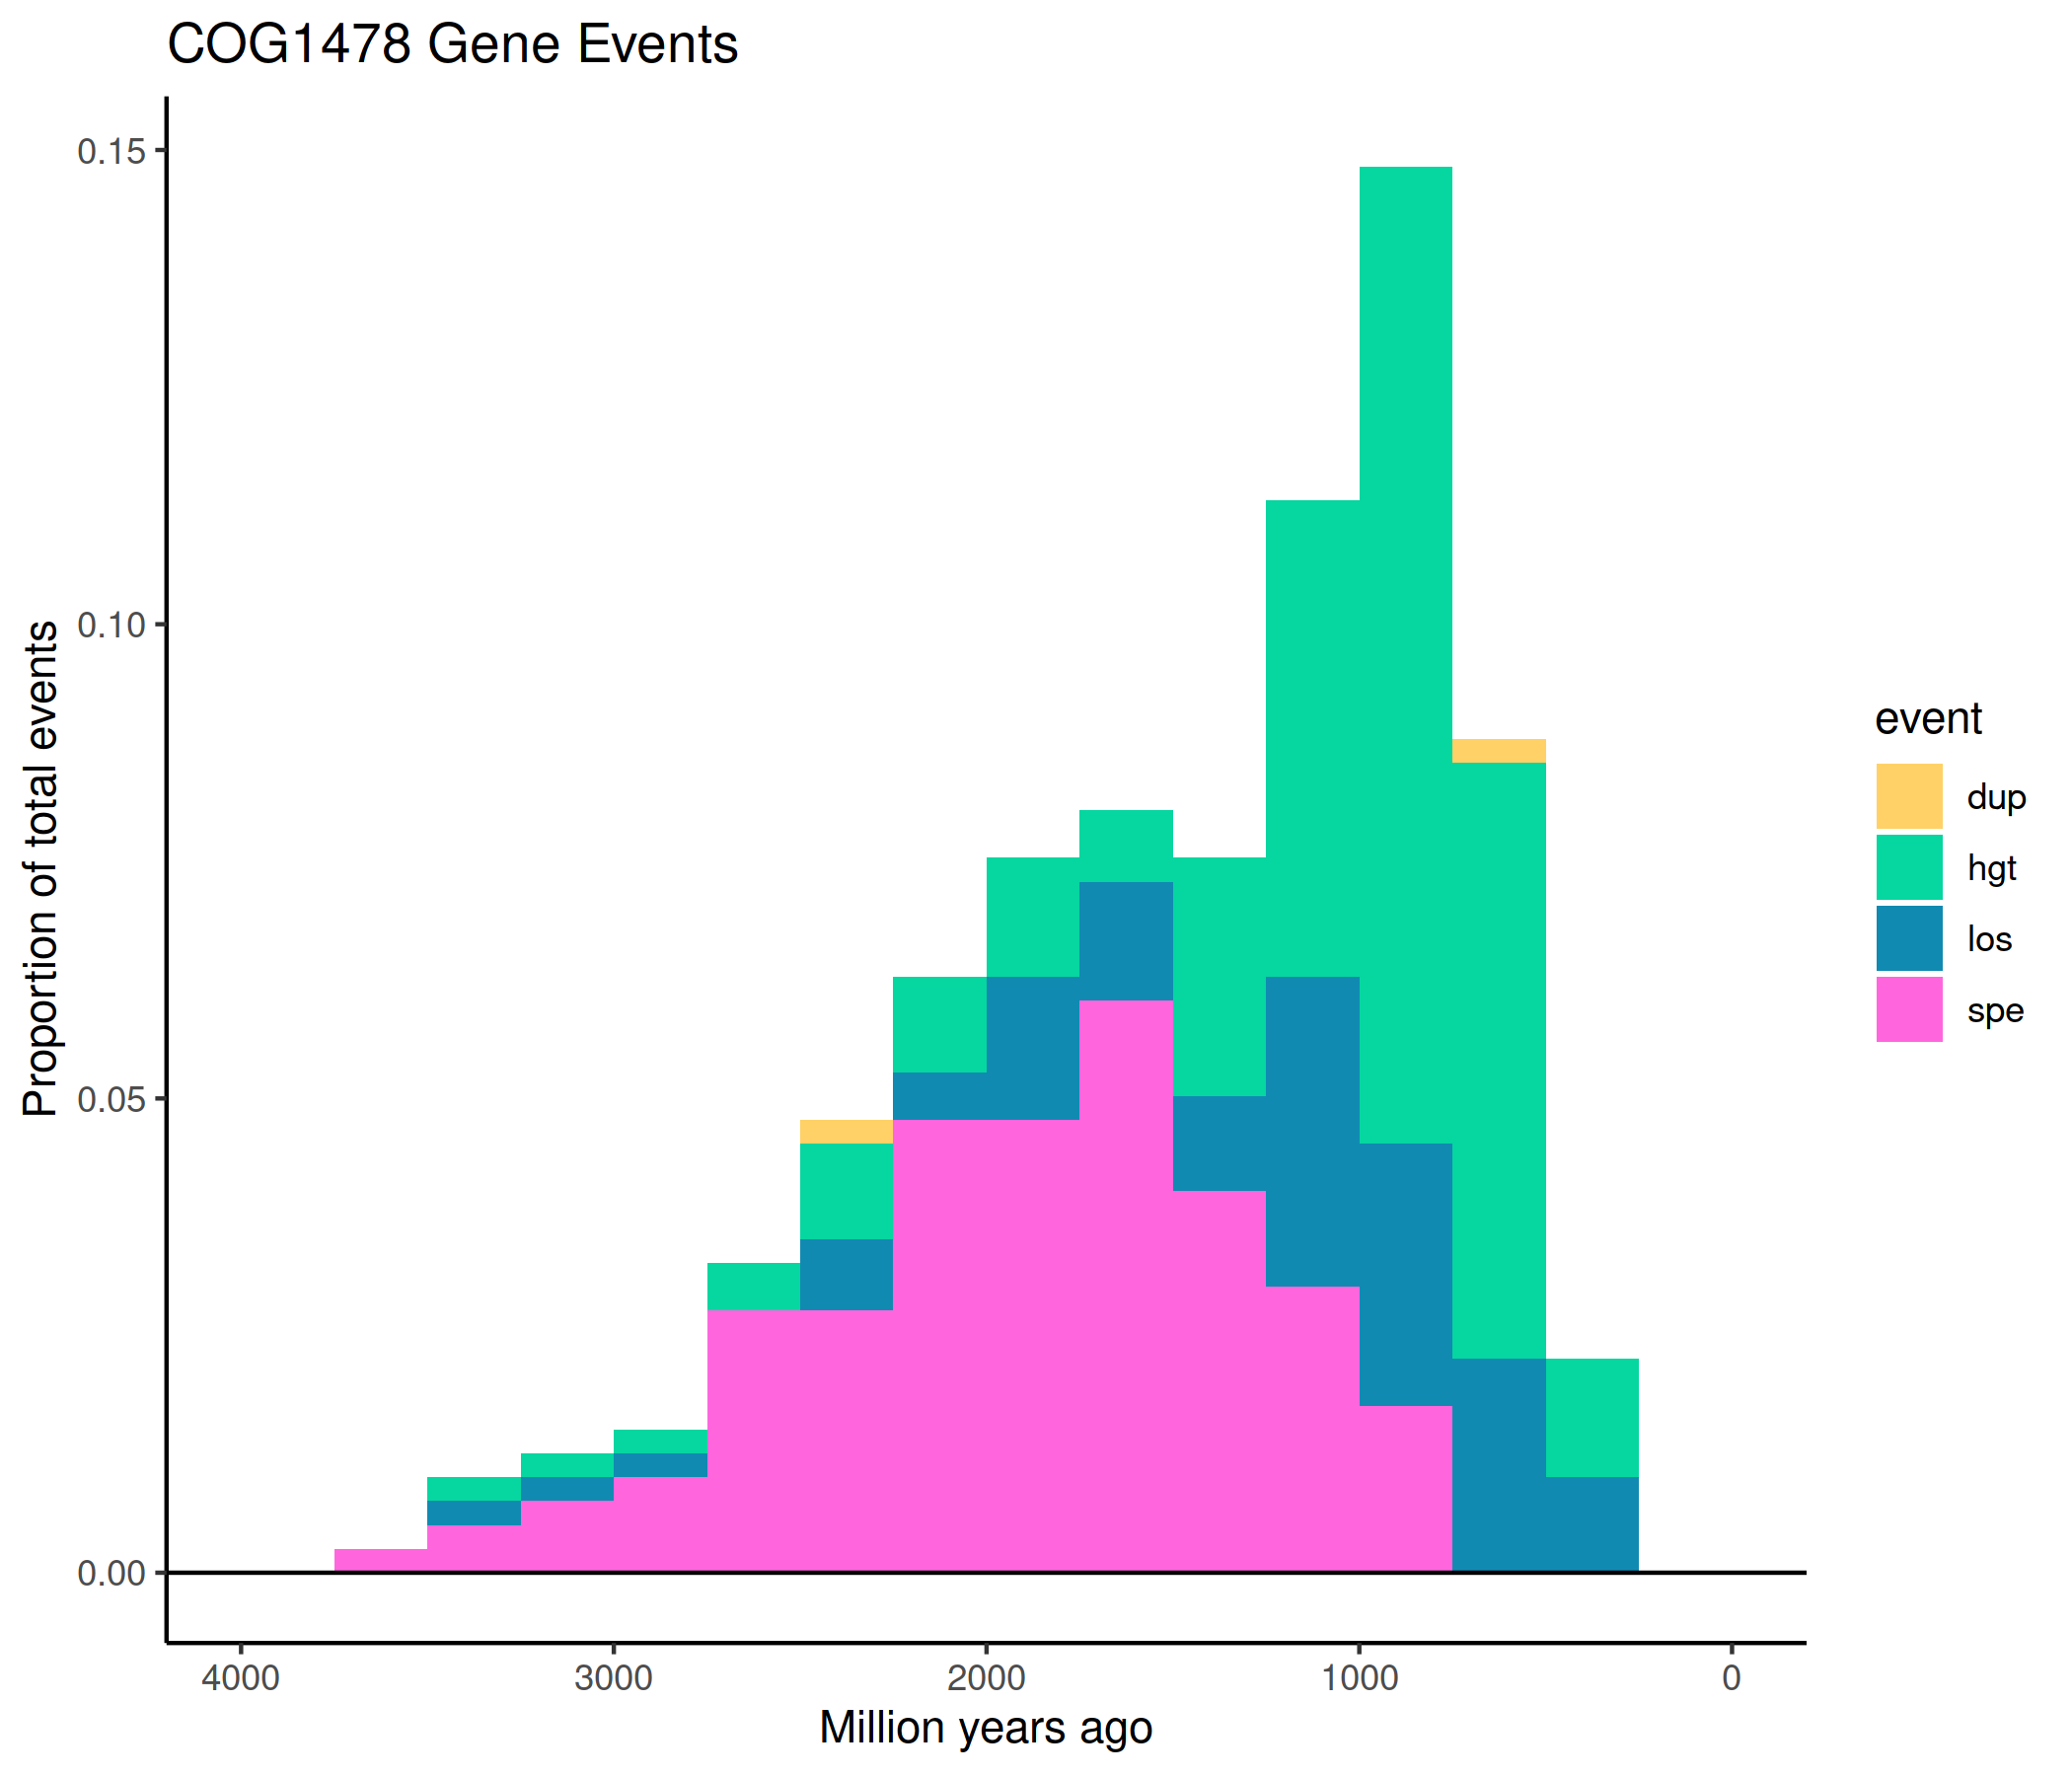 COG1478 Gene Events
Proportion of total events
0.15
0.10
0.05
0.00
4000 3000 2000 1000 0
Million years ago
event
dup
hgt
los
spe